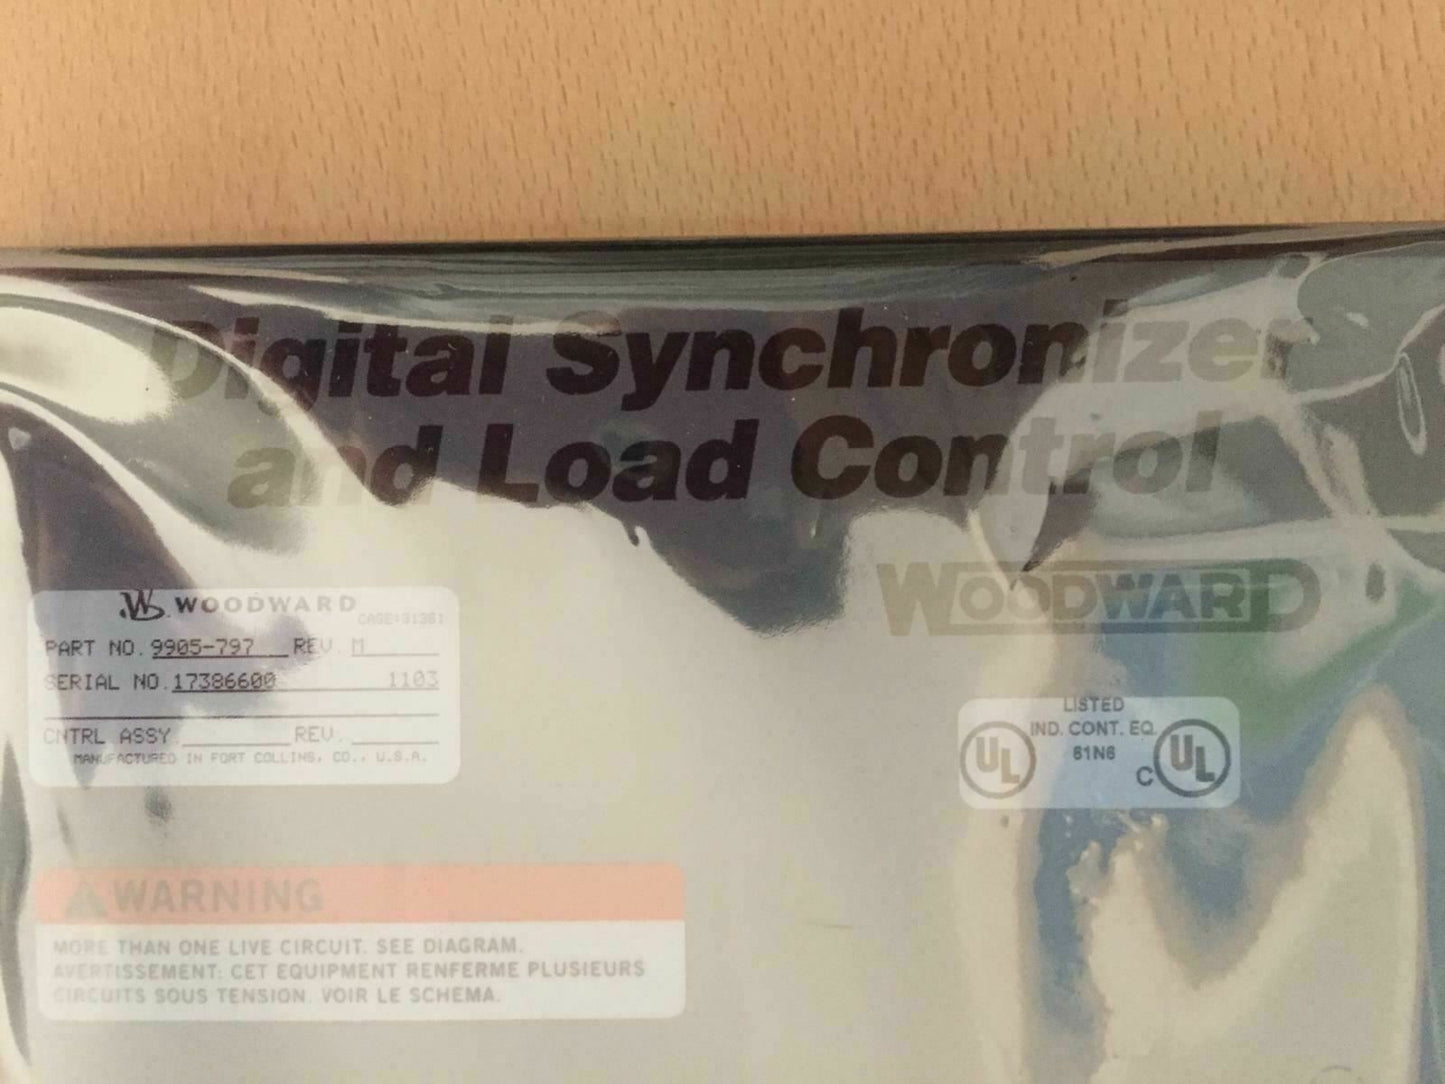 Digital Synchronizer
and Load Control
WOODWARD
WOODWARD
CAGE:31361
PART NO. 9905-797 REV. M
SERIAL NO. 17386600 1103
CNTRL ASSY REV.
MANUFACTURED IN FORT COLLINS, CO., U.S.A.
LISTED
IND. CONT. EQ.
61N6
UL
C UL
WARNING
MORE THAN ONE LIVE CIRCUIT. SEE DIAGRAM.
AVERTISSEMENT: CET EQUIPMENT RENFERME PLUSIEURS
CIRCUITS SOUS TENSION. VOIR LE SCHEMA.